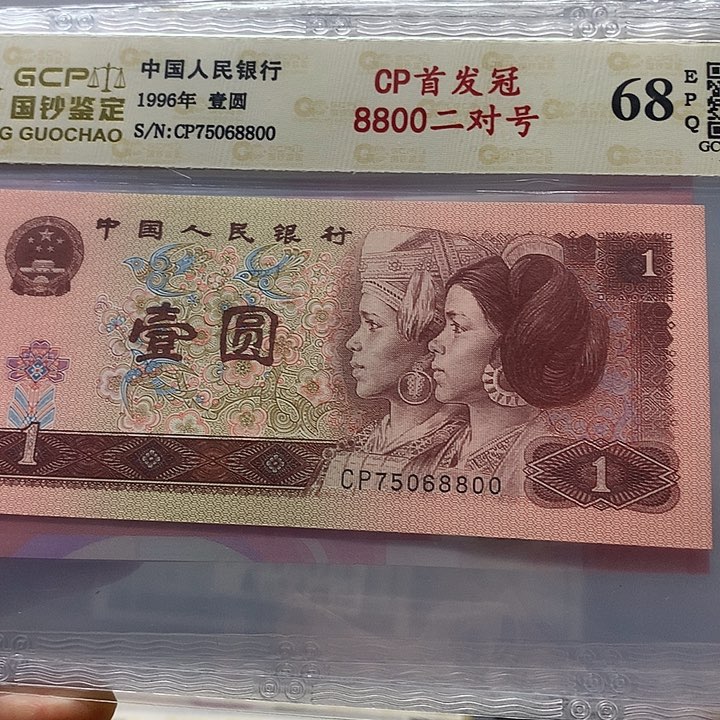 GCP
中国人民银行
国钞鉴定
1996年 壹圆
G GUOCHAO
S/N:CP75068800
CP首发冠
8800二对号
68
EPQ
GC
中国人民银行
1
壹圆
1
CP75068800
1